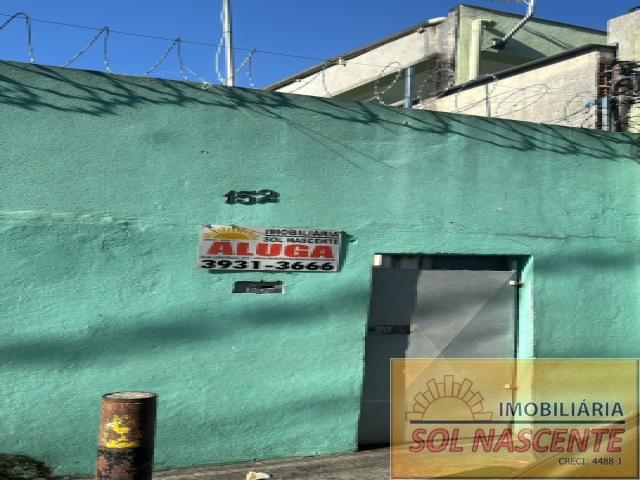 152
IMOBILIÁRIA
SOL NASCENTE
ALUGA
3931-3666
IMOBILIÁRIA
SOL NASCENTE
CRECI: 4488-J